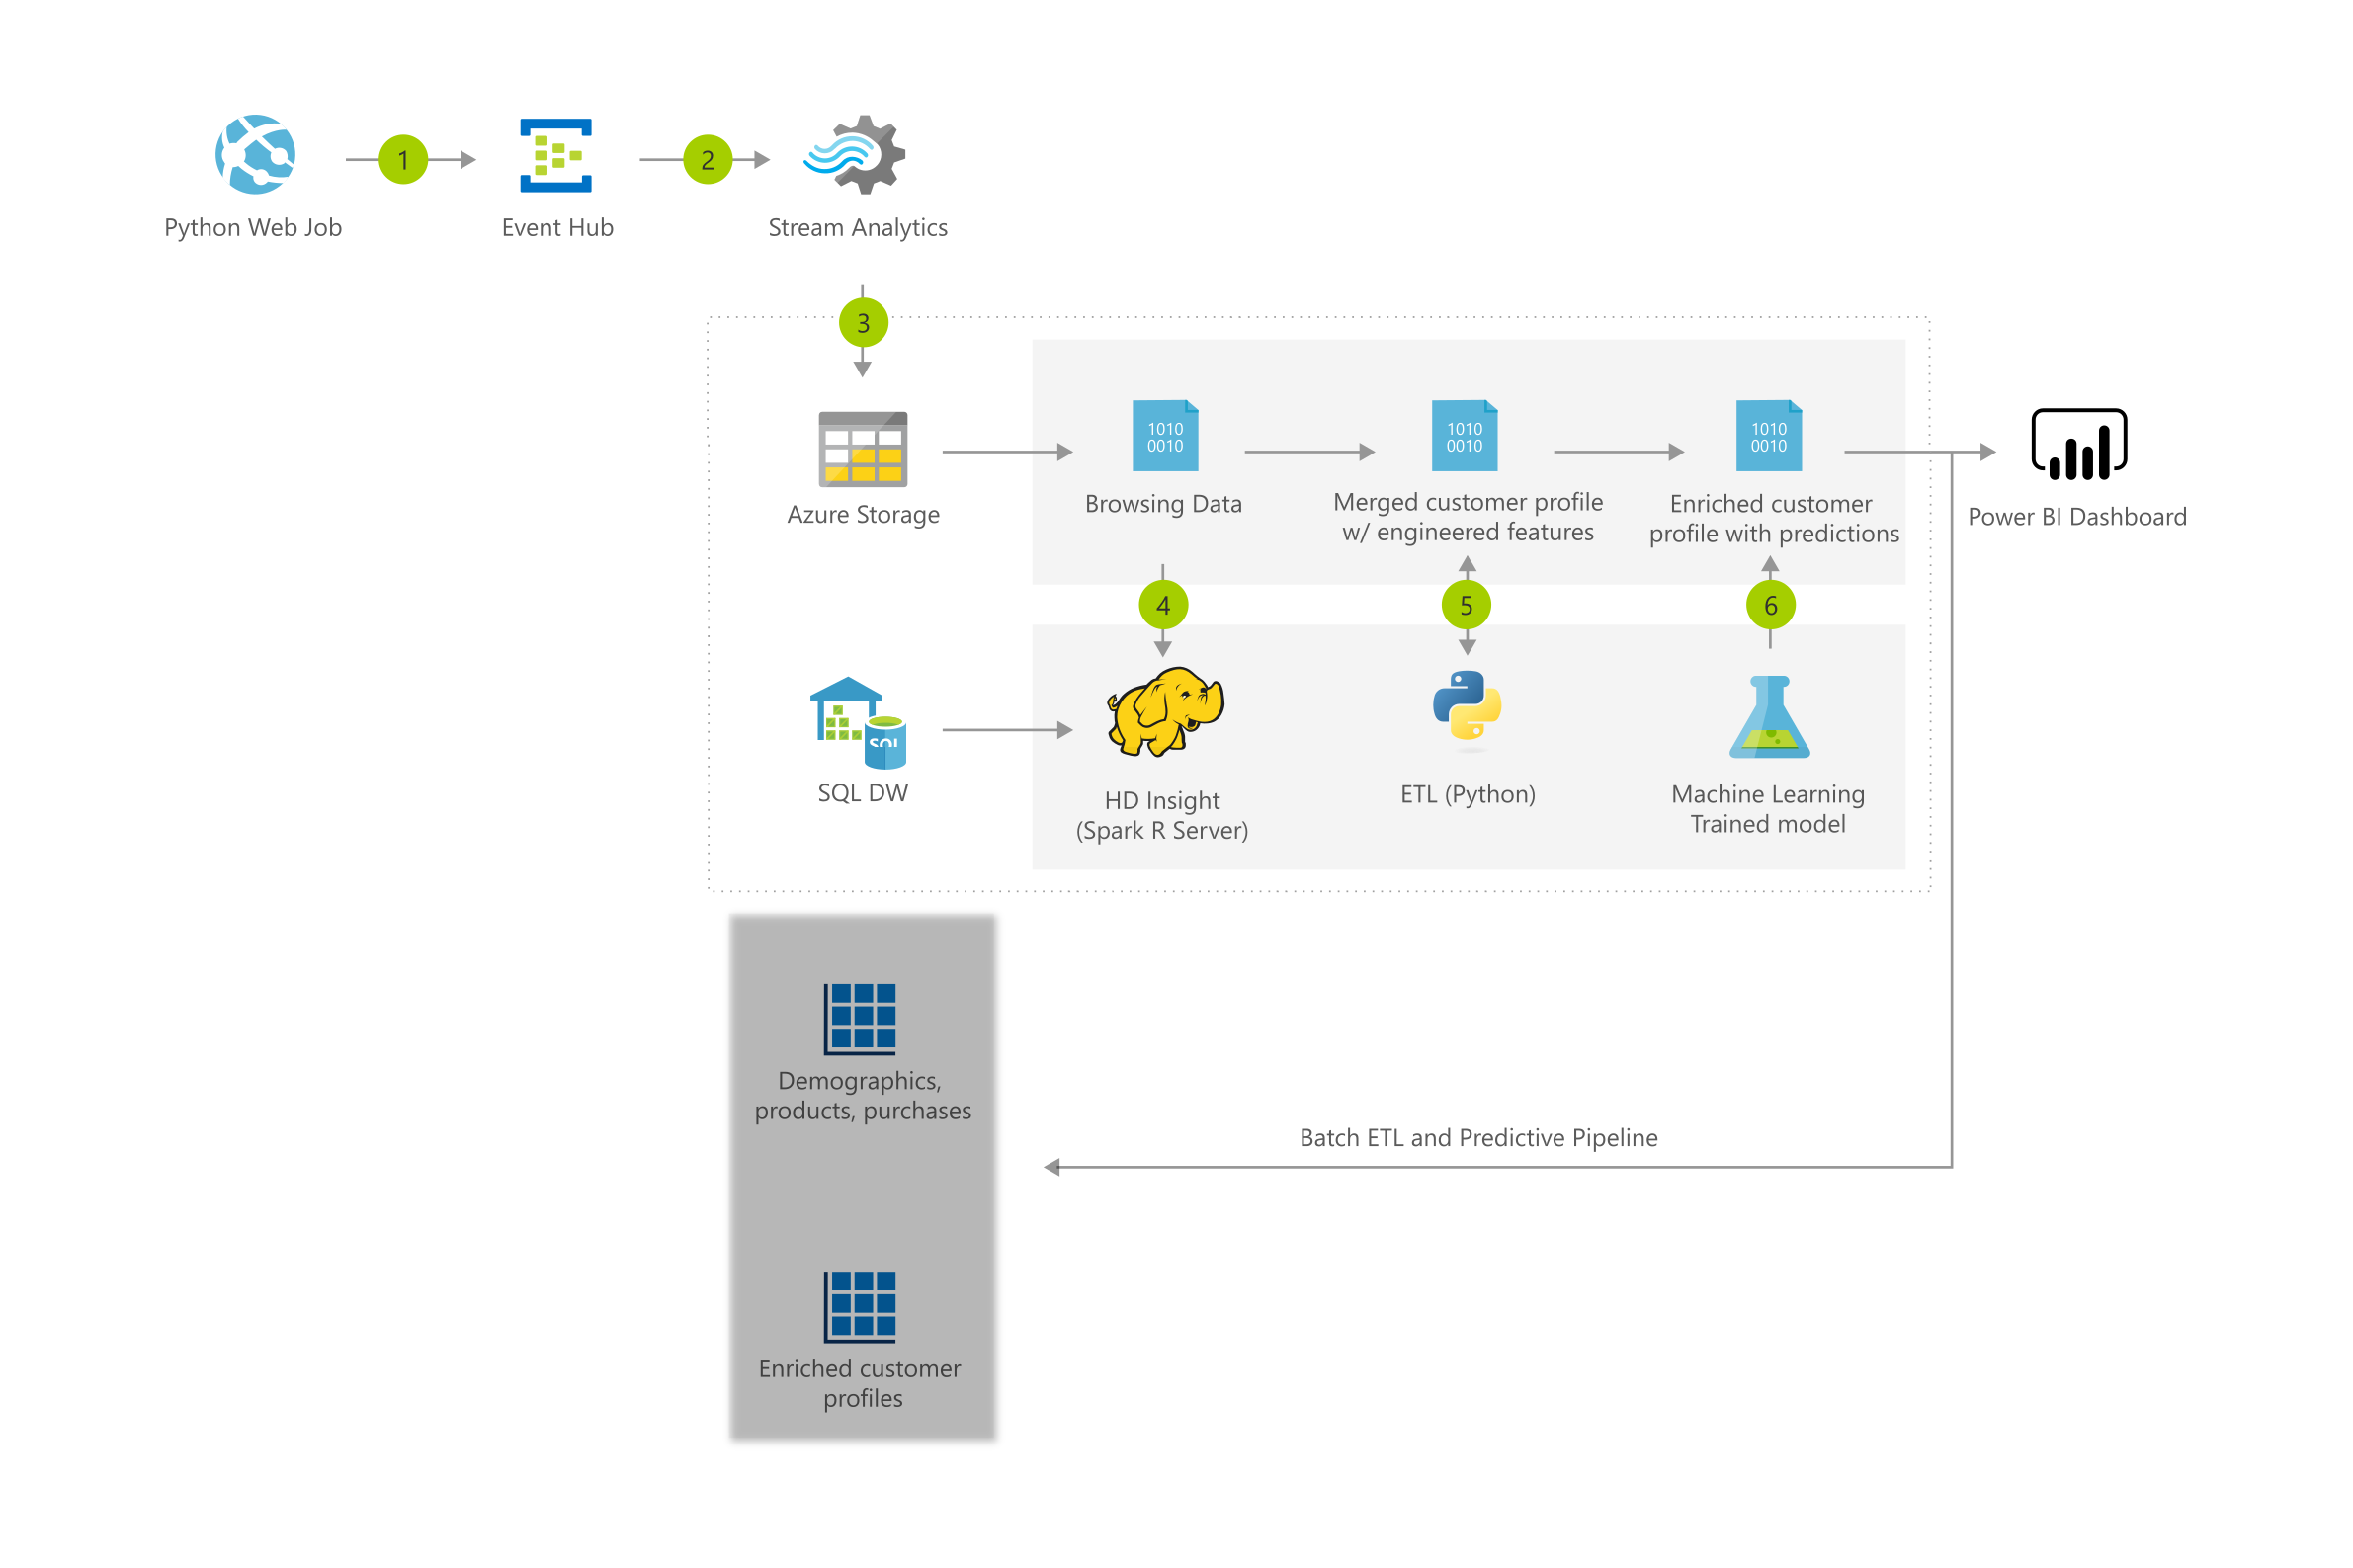 1
2
Python Web Job
Event Hub
Stream Analytics
3
1010
0010
1010
0010
1010
0010
Azure Storage
Browsing Data
Merged customer profile
w/ engineered features
Enriched customer
profile with predictions
Power BI Dashboard
4
5
6
SQL
SQL DW
HD Insight
(Spark R Server)
ETL (Python)
Machine Learning
Trained model
Demographics,
products, purchases
Batch ETL and Predictive Pipeline
Enriched customer
profiles